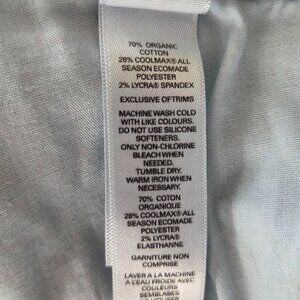 70% ORGANIC
COTTON
28% COOLMAX® ALL
SEASON ECOMADE
POLYESTER
2% LYCRA® SPANDEX
EXCLUSIVE OFTRIMS
MACHINE WASH COLD
WITH LIKE COLOURS.
DO NOT USE SILICONE
SOFTENERS.
ONLY NON-CHLORINE
BLEACH WHEN
NEEDED.
TUMBLE DRY.
WARM IRON WHEN
NECESSARY.
70% COTON
ORGANIQUE
28% COOLMAX® ALL
SEASON ECOMADE
POLYESTER
2% LYCRA®
ELASTHANNE
GARNITURE NON
COMPRISE
LAVER A LA MACHINE
A L'EAU FROIDE AVEC
COULEURS
SEMBLABLES